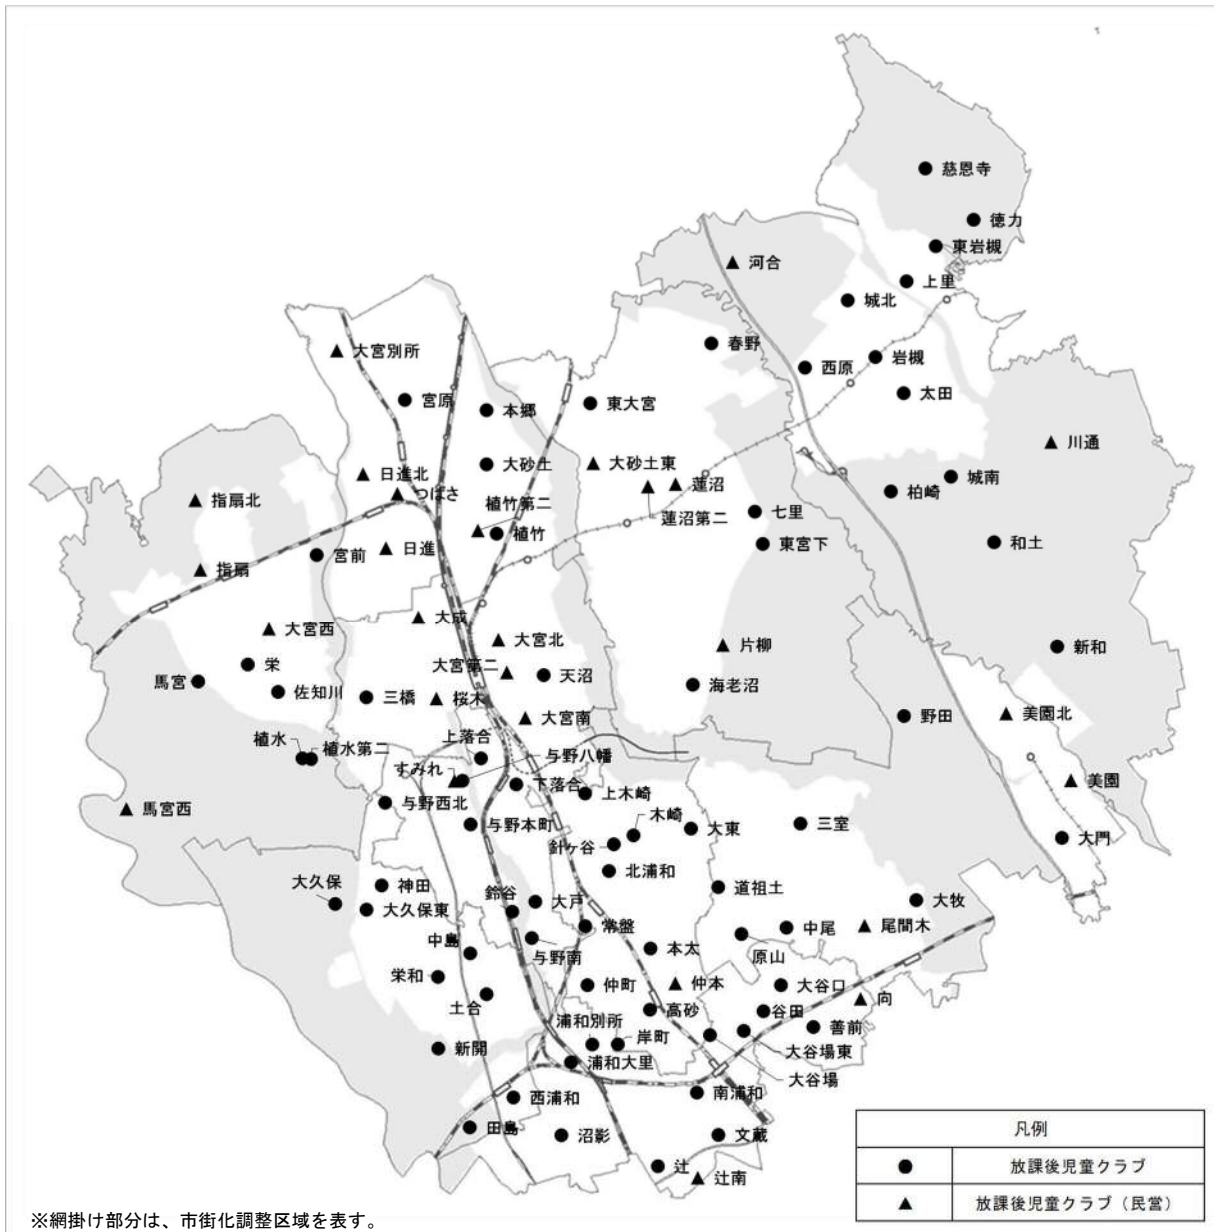 慈恩寺
徳力
東岩槻
河合
上里
城北
大宮別所
春野
岩槻
西原
太田
宮原
本郷
東大宮
川通
大砂土
大砂土東
日進北
つばさ
蓮沼
城南
柏崎
指扇北
植竹第二
蓮沼第二
七里
植竹
和土
東宮下
日進
宮前
指扇
大成
大宮西
大宮北
片柳
新和
栄
大宮第二
天沼
馬宮
海老沼
佐知川
三橋
桜木
美園北
野田
大宮南
植水
上落合
植水第二
与野八幡
すみれ
下落合
美園
上木崎
与野西北
馬宮西
与野本町
木崎
大東
三室
大門
針ヶ谷
北浦和
神田
道祖土
大久保
鈴谷
大戸
大牧
大久保東
常盤
中尾
尾間木
中島
与野南
本太
原山
栄和
仲町
仲本
大谷口
向
土合
高砂
谷田
浦和別所
岸町
善前
新開
大谷場東
浦和大里
大谷場
西浦和
南浦和
田島
沼影
文蔵
辻
辻南
凡例
● 放課後児童クラブ
▲ 放課後児童クラブ（民営）
※網掛け部分は、市街化調整区域を表す。